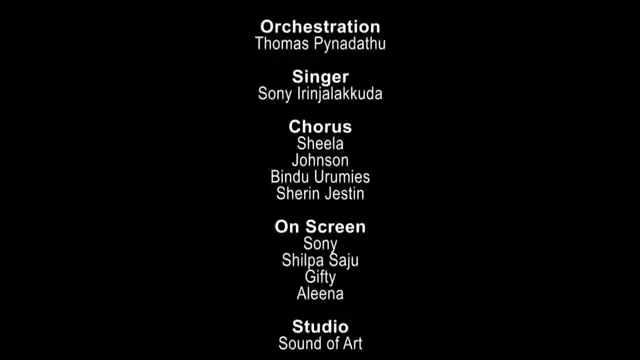 Orchestration
Thomas Pynadathu
Singer
Sony Irinjalakkuda
Chorus
Sheela
Johnson
Bindu Urumies
Sherin Jestin
On Screen
Sony
Shilpa Saju
Gifty
Aleena
Studio
Sound of Art